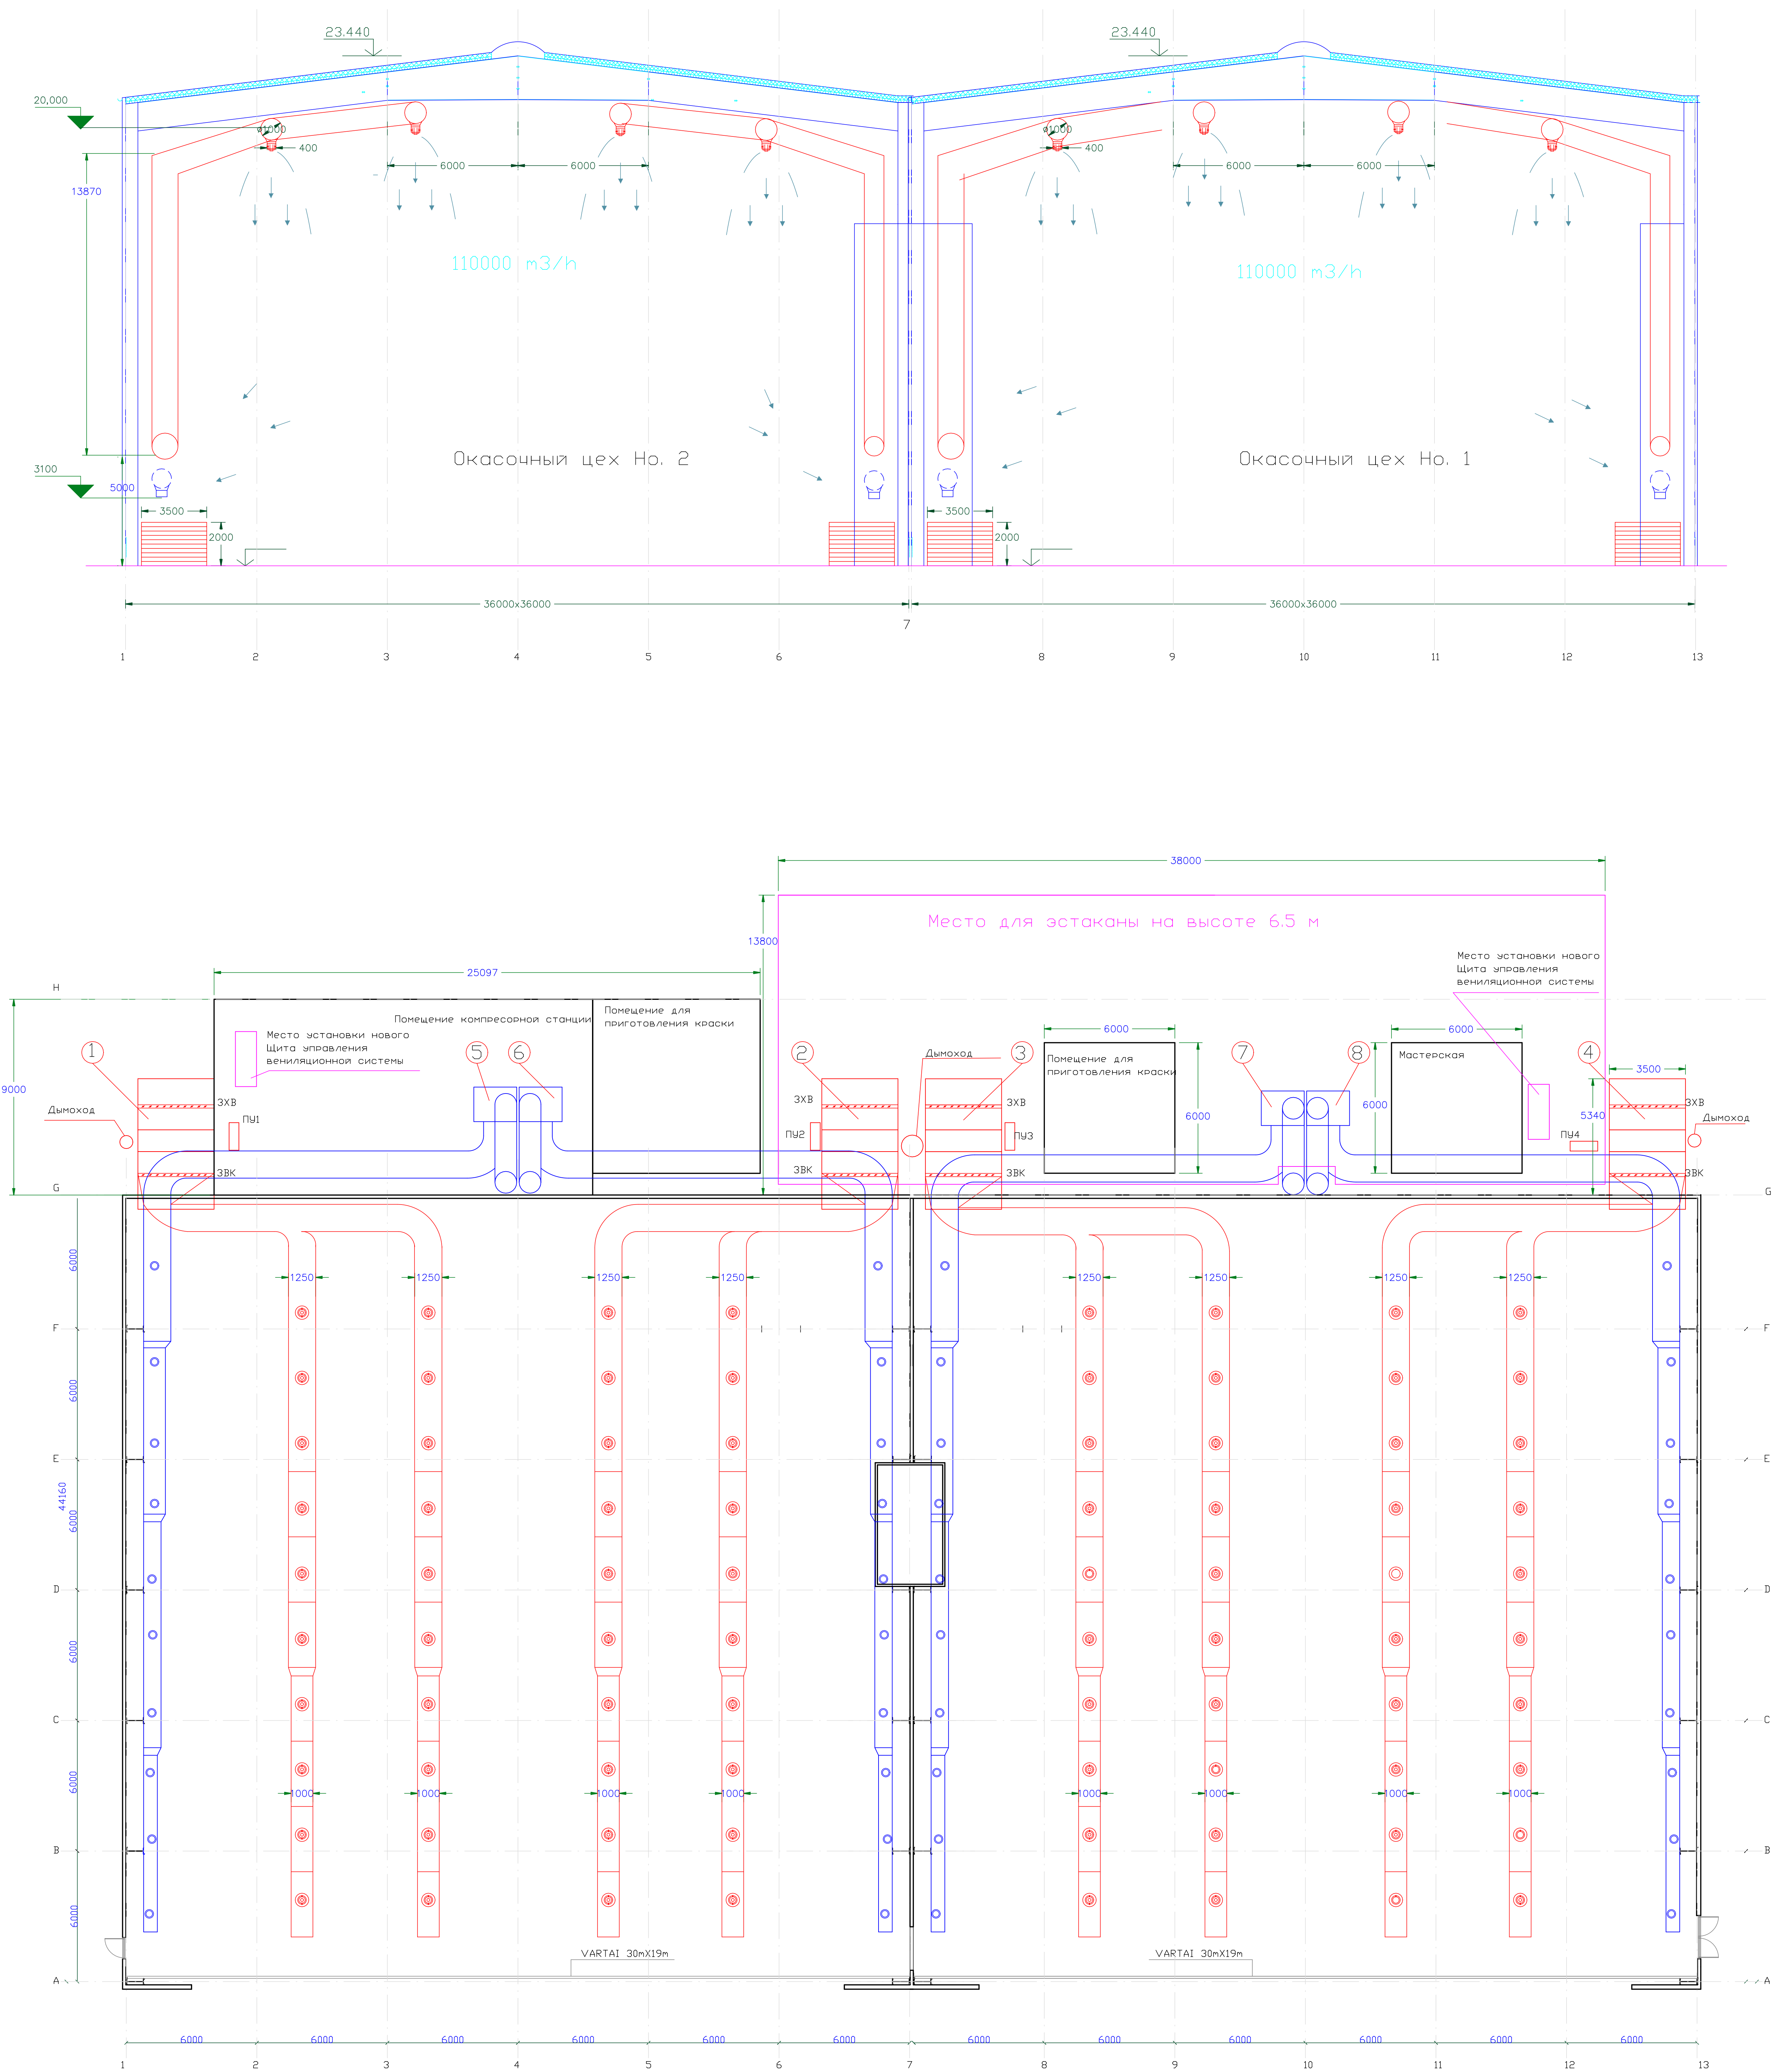 23.440
23.440
20,000
ø1000
ø1000
400
400
6000
6000
6000
6000
13870
110000 m3/h
110000 m3/h
Окасочный цех Но. 2
Окасочный цех Но. 1
3100
5000
3500
2000
3500
2000
36000x36000
36000x36000
7
1
2
3
4
5
6
8
9
10
11
12
13
38000
Место для эстаканы на высоте 6.5 м
13800
Место установки нового
Щита управления
вениляционной системы
25097
H
Помещение компресорной станции
Помещение для
приготовления краски
Место установки нового
Щита управления
вениляционной системы
6000
6000
1
5
6
2
Дымоход
3
Помещение для
приготовления краски
7
8
Мастерская
4
3500
9000
Дымоход
ЗХВ
ПУ1
ЗХВ
ПУ2
ЗХВ
ПУ3
6000
6000
5340
ЗХВ
Дымоход
ПУ4
ЗВК
ЗВК
ЗВК
ЗВК
G
G
6000
1250
1250
1250
1250
1250
1250
1250
1250
F
F
6000
E
E
44160
6000
D
D
6000
C
C
6000
1000
1000
1000
1000
1000
1000
1000
1000
B
B
6000
VARTAI 30mX19m
VARTAI 30mX19m
A
A
6000
6000
6000
6000
6000
6000
6000
6000
6000
6000
6000
6000
1
2
3
4
5
6
7
8
9
10
11
12
13